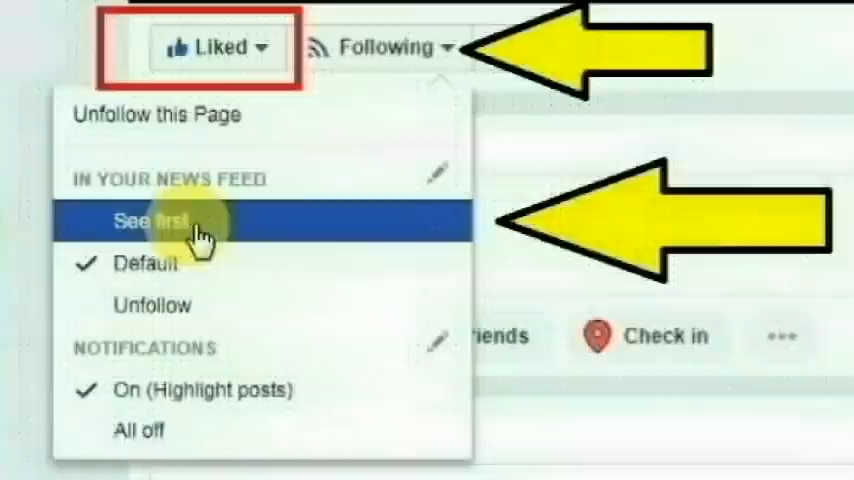 Liked Following
Unfollow this Page
IN YOUR NEWS FEED
See first
Default
Unfollow
NOTIFICATIONS
riends Check in
On (Highlight posts)
All off